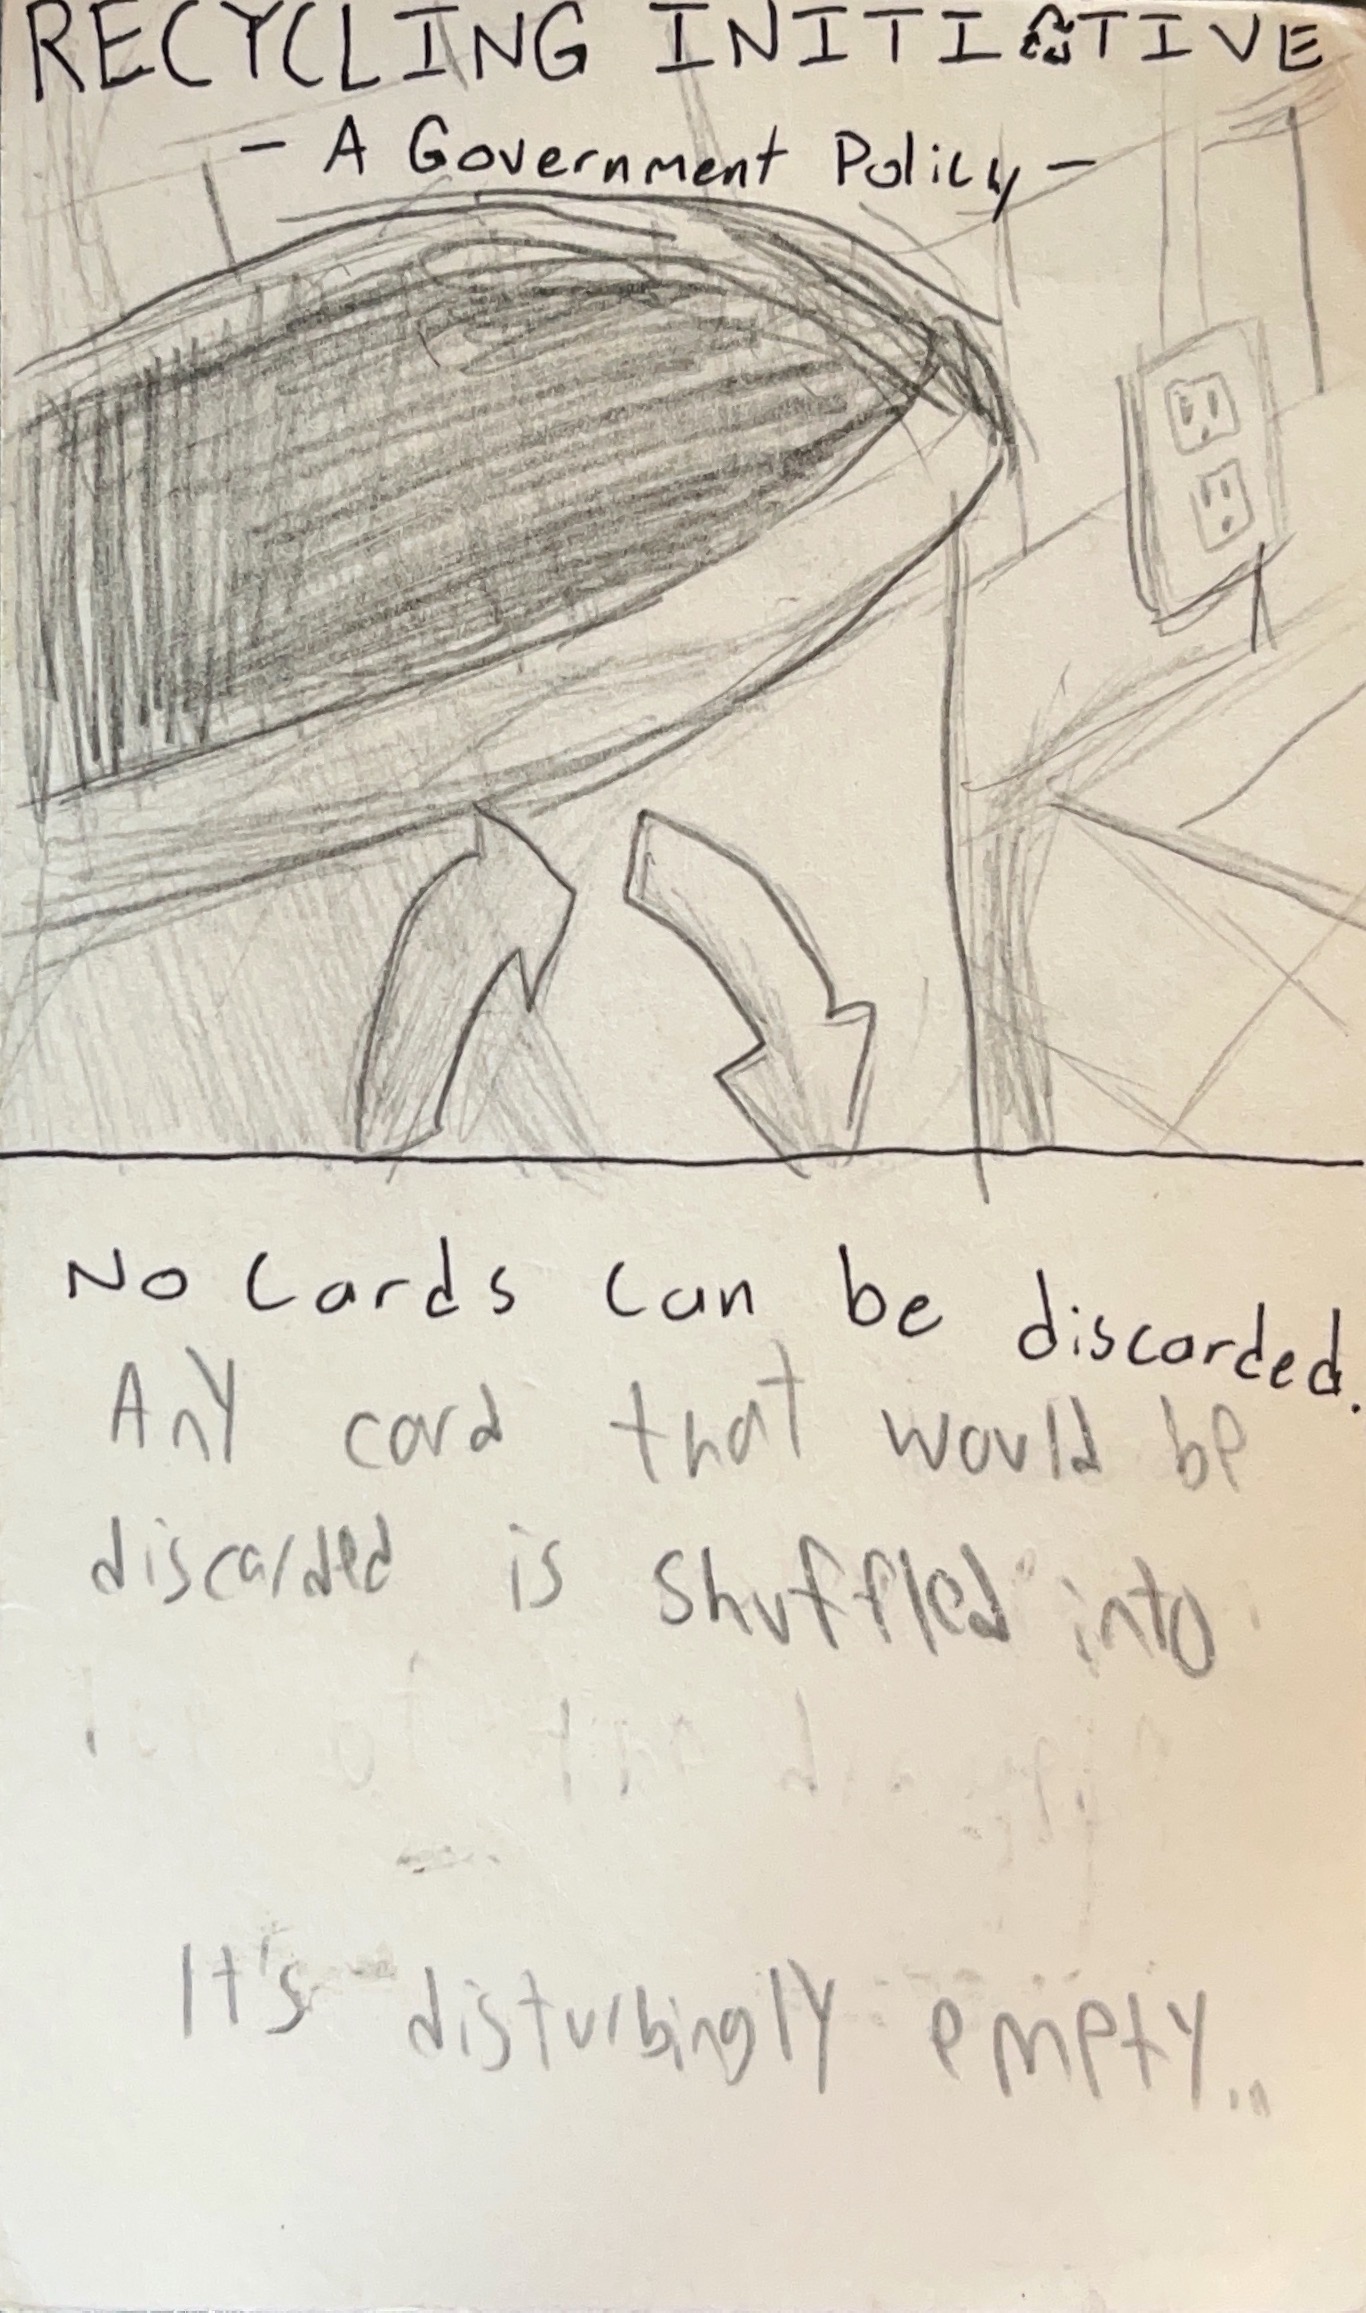 RECYCLING INITIATIVE
- A Government Policy -
No Cards can be discarded.
Any card that would be
discarded is shuffled into
It's disturbingly empty...